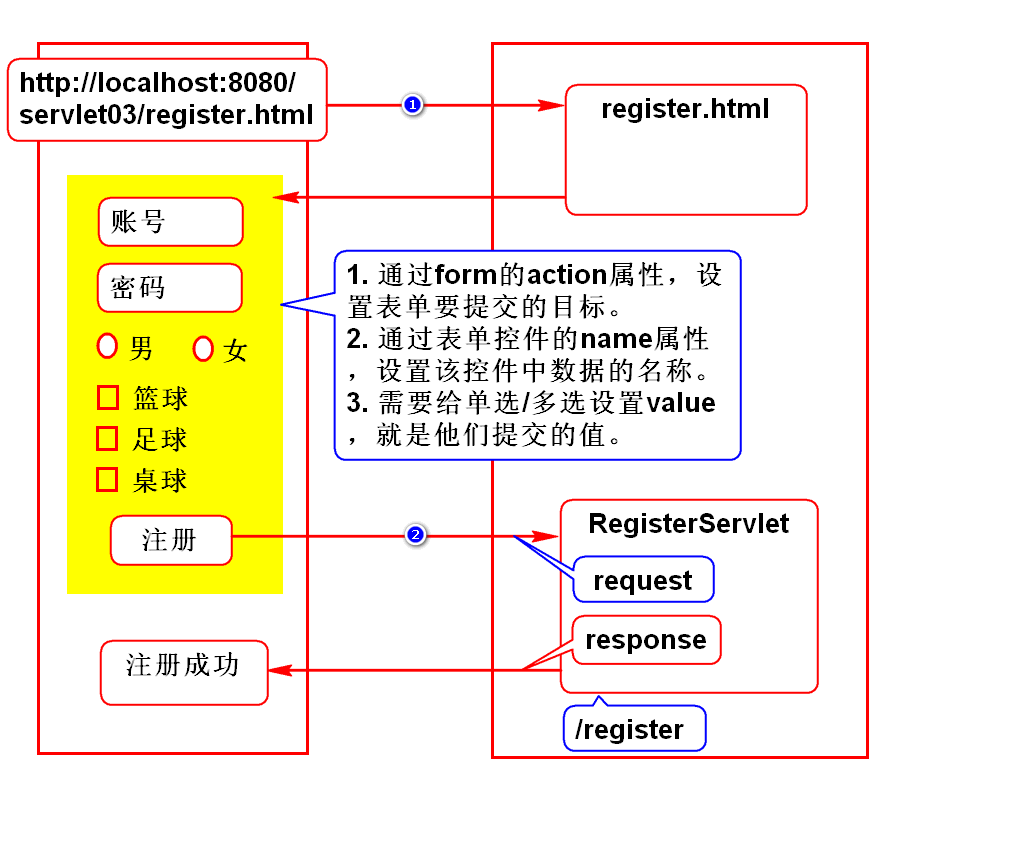 http://localhost:8080/
servlet03/register.html
1
register.html
账号
密码
男 女
篮球
足球
桌球
注册
1. 通过form的action属性，设
置表单要提交的目标。
2. 通过表单控件的name属性
，设置该控件中数据的名称。
3. 需要给单选/多选设置value
，就是他们提交的值。
2
RegisterServlet
request
response
注册成功
/register